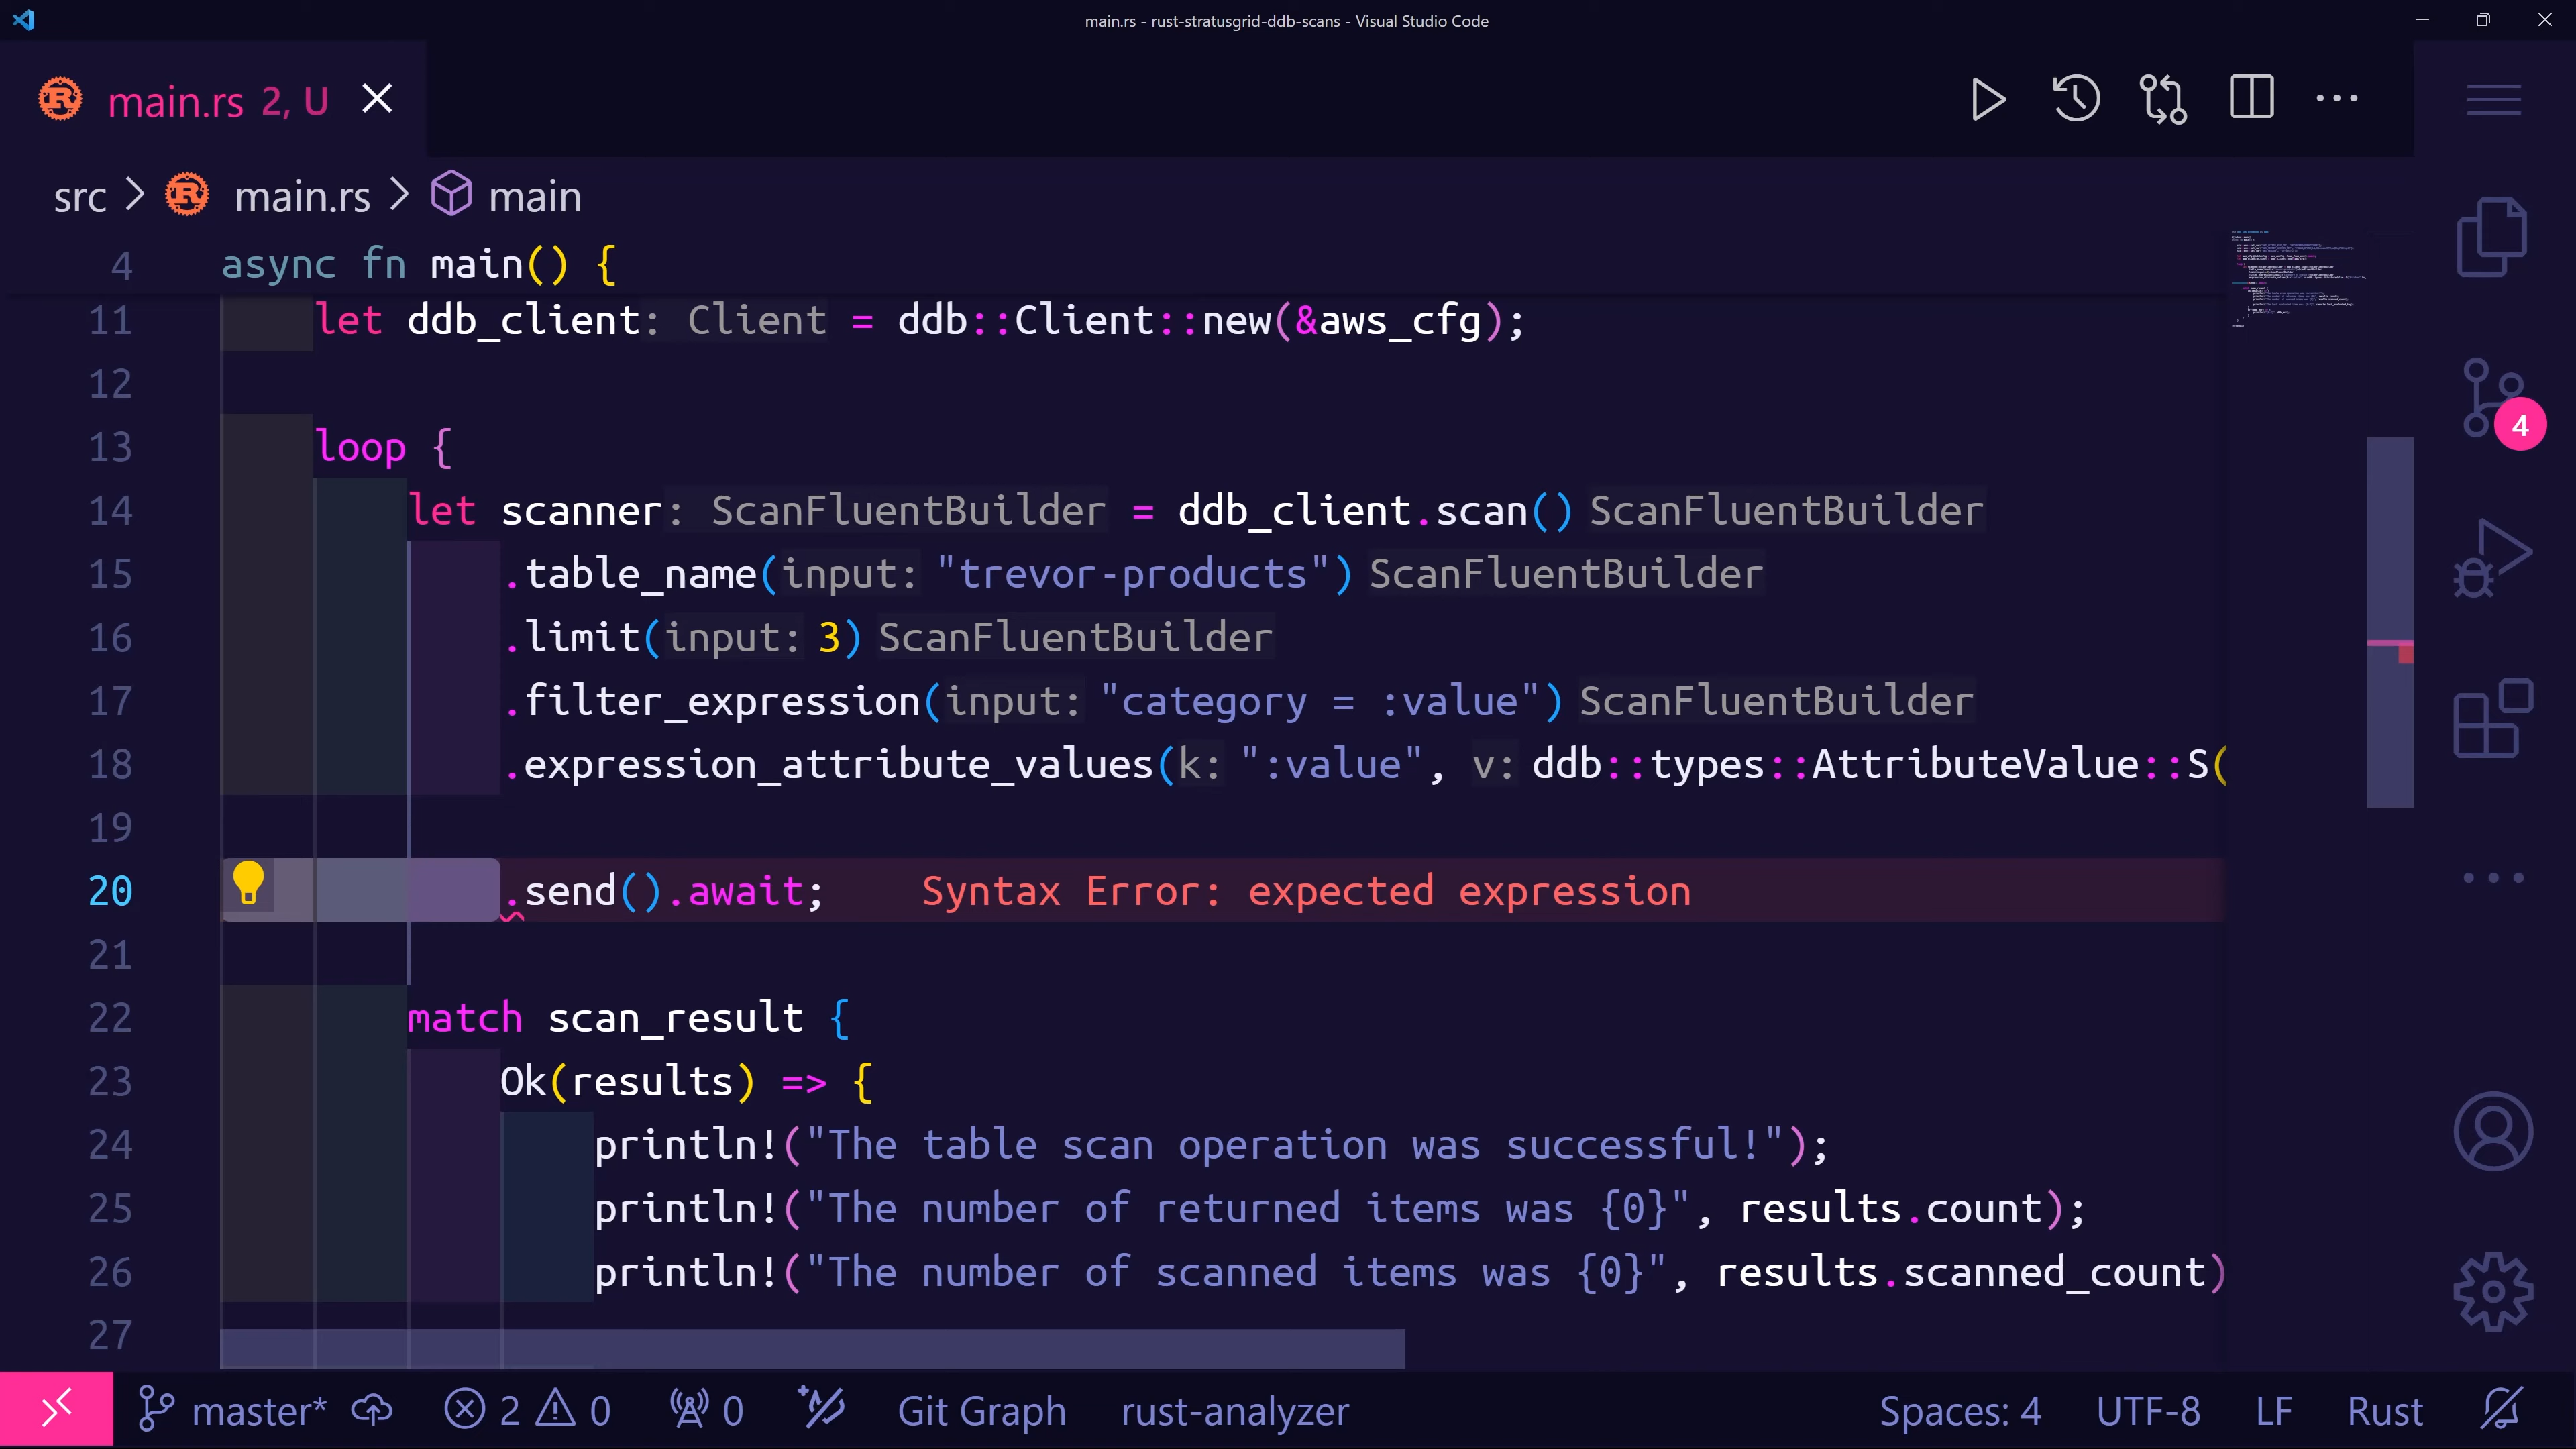 main.rs - rust-stratusgrid-ddb-scans - Visual Studio Code
main.rs 2, U
src > main.rs > main
4 async fn main() {
11 let ddb_client: Client = ddb::Client::new(&aws_cfg);
12
13 loop {
14 let scanner: ScanFluentBuilder = ddb_client.scan() ScanFluentBuilder
15 .table_name(input: "trevor-products") ScanFluentBuilder
16 .limit(input: 3) ScanFluentBuilder
17 .filter_expression(input: "category = :value") ScanFluentBuilder
18 .expression_attribute_values(k: ":value", v: ddb::types::AttributeValue::S(
19
20 .send().await; Syntax Error: expected expression
21
22 match scan_result {
23 Ok(results) => {
24 println!("The table scan operation was successful!");
25 println!("The number of returned items was {0}", results.count);
26 println!("The number of scanned items was {0}", results.scanned_count)
27
4
master* 2 0 0 Git Graph rust-analyzer Spaces: 4 UTF-8 LF Rust